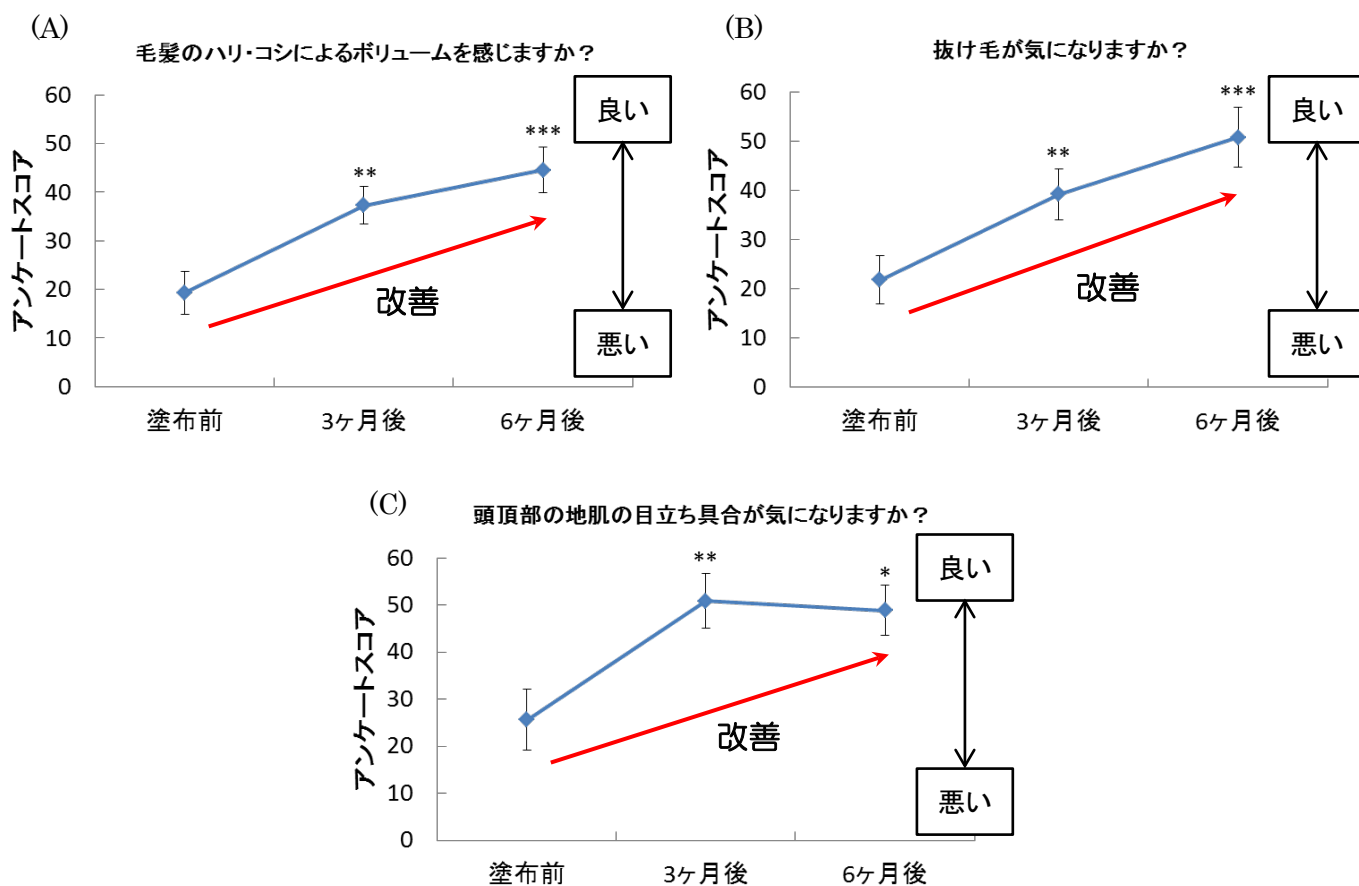 (A)
毛髪のハリ・コシによるボリュームを感じますか？
アンケートスコア
60
50
40
30
20
10
0
**
***
良い
悪い
改善
塗布前
3ヶ月後
6ヶ月後
(B)
抜け毛が気になりますか？
アンケートスコア
60
50
40
30
20
10
0
**
***
良い
悪い
改善
塗布前
3ヶ月後
6ヶ月後
(C)
頭頂部の地肌の目立ち具合が気になりますか？
アンケートスコア
60
50
40
30
20
10
0
**
*
良い
悪い
改善
塗布前
3ヶ月後
6ヶ月後